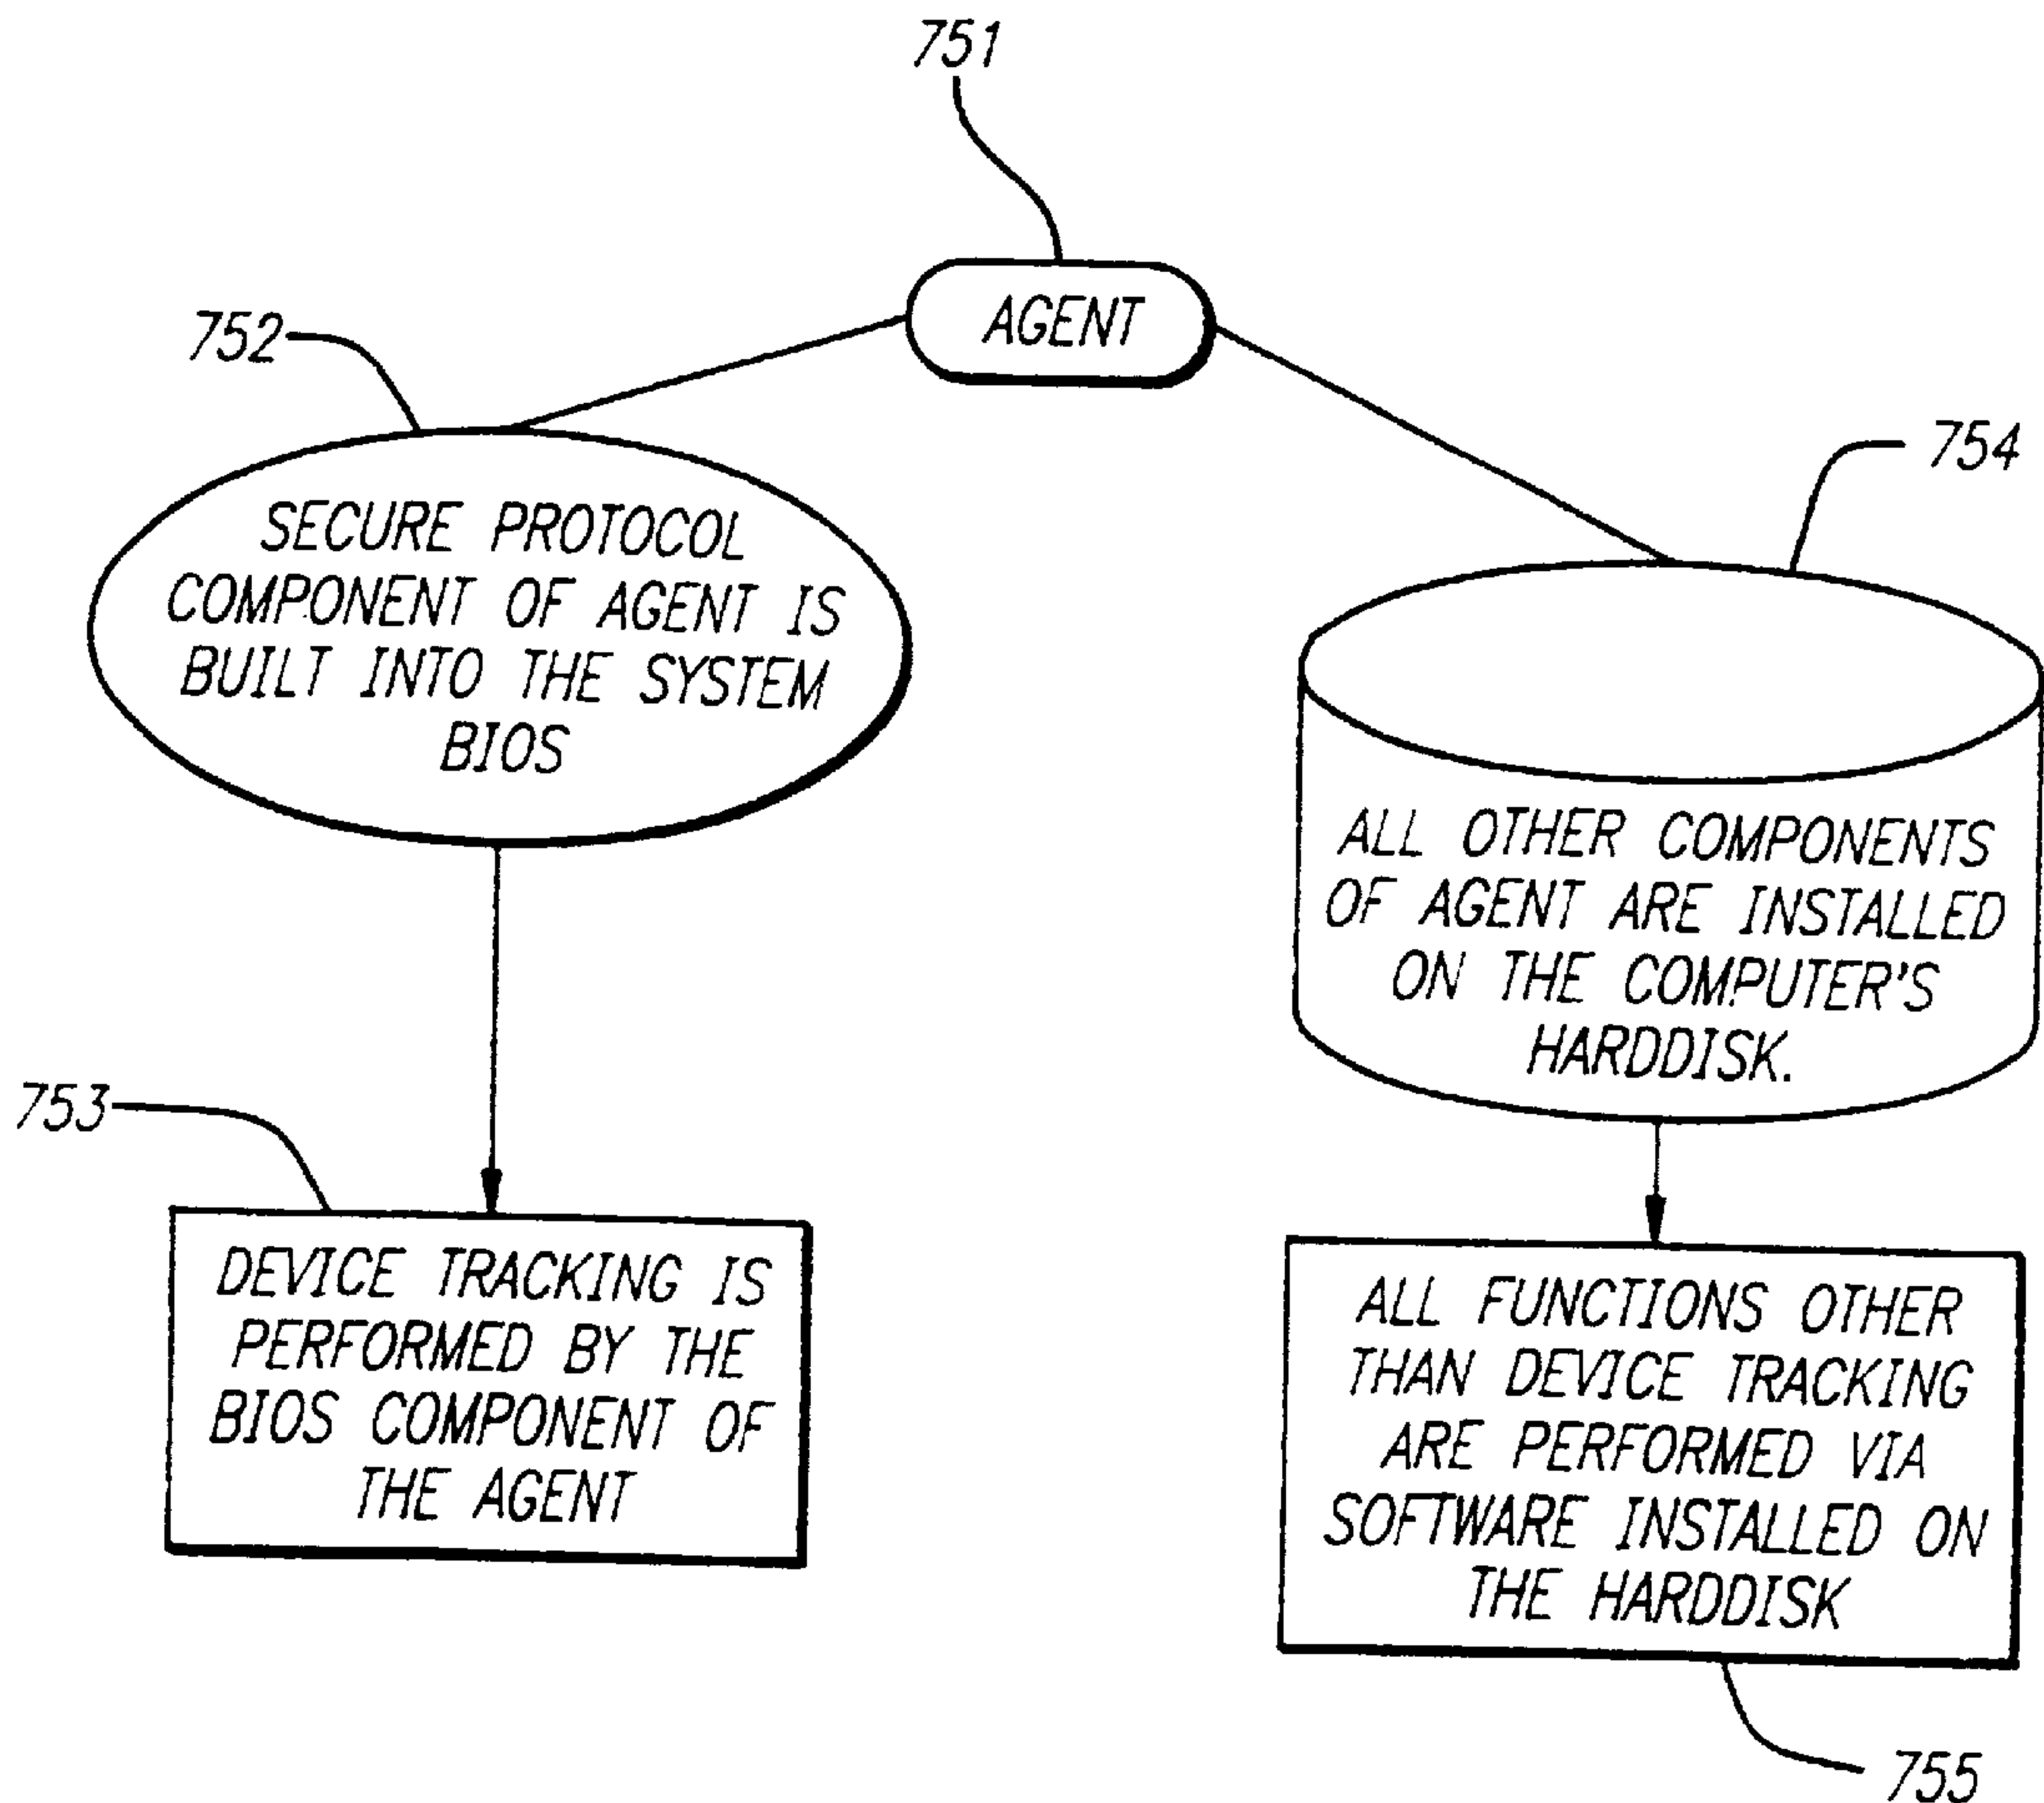 751
AGENT
752
SECURE PROTOCOL
COMPONENT OF AGENT IS
BUILT INTO THE SYSTEM
BIOS
754
ALL OTHER COMPONENTS
OF AGENT ARE INSTALLED
ON THE COMPUTER'S
HARDDISK.
753
DEVICE TRACKING IS
PERFORMED BY THE
BIOS COMPONENT OF
THE AGENT
ALL FUNCTIONS OTHER
THAN DEVICE TRACKING
ARE PERFORMED VIA
SOFTWARE INSTALLED ON
THE HARDDISK
755